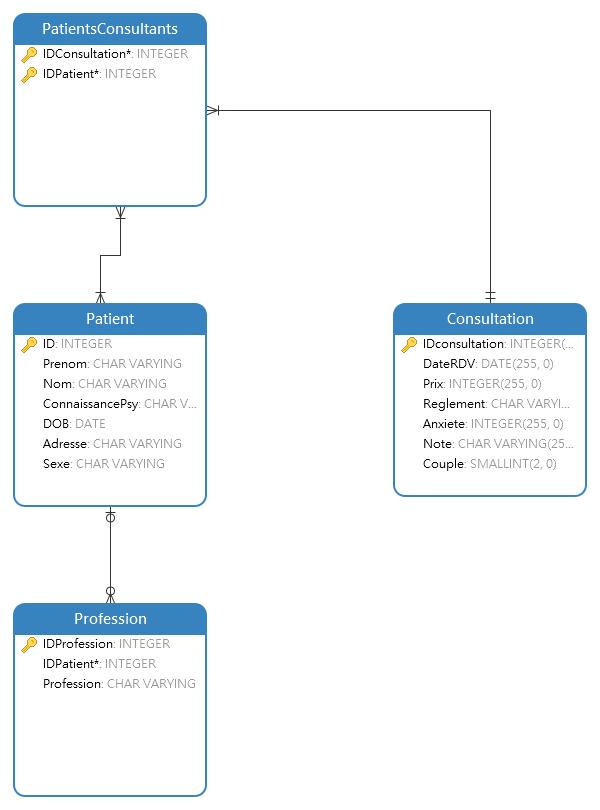 PatientsConsultants
IDConsultation*: INTEGER
IDPatient*: INTEGER
Patient
ID: INTEGER
Prenom: CHAR VARYING
Nom: CHAR VARYING
ConnaissancePsy: CHAR V...
DOB: DATE
Adresse: CHAR VARYING
Sexe: CHAR VARYING
Consultation
IDconsultation: INTEGER(...
DateRDV: DATE(255, 0)
Prix: INTEGER(255, 0)
Reglement: CHAR VARYI...
Anxiete: INTEGER(255, 0)
Note: CHAR VARYING(25...
Couple: SMALLINT(2, 0)
Profession
IDProfession: INTEGER
IDPatient*: INTEGER
Profession: CHAR VARYING